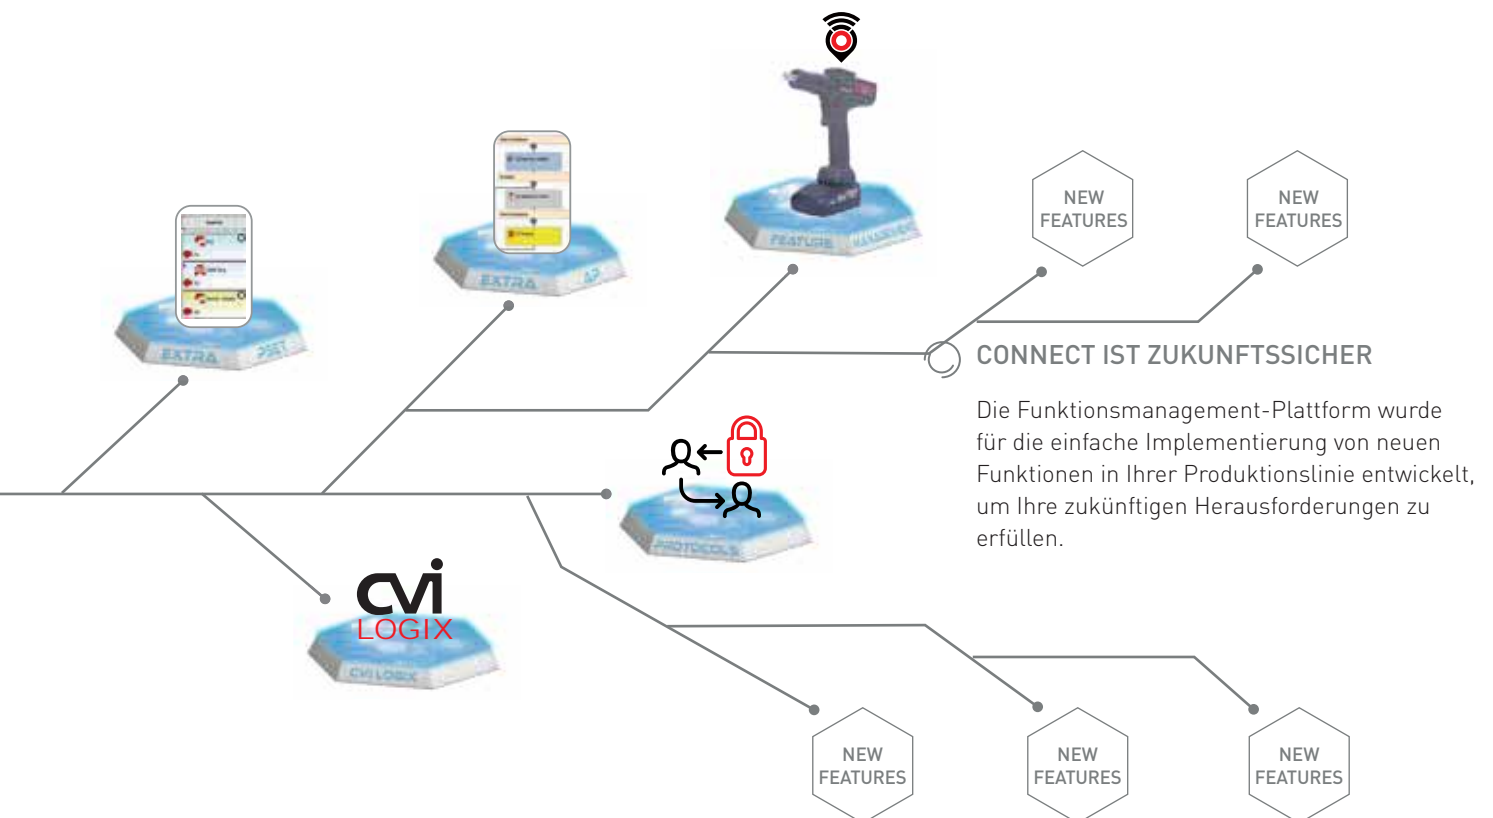 NEW
FEATURES
NEW
FEATURES
FEATURE MANAGEMENT
EXTRA AP
EXTRA PSET
CONNECT IST ZUKUNFTSSICHER
Die Funktionsmanagement-Plattform wurde
für die einfache Implementierung von neuen
Funktionen in Ihrer Produktionslinie entwickelt,
um Ihre zukünftigen Herausforderungen zu
erfüllen.
PROTOCOLS
cvi
LOGIX
CVI LOGIX
NEW
FEATURES
NEW
FEATURES
NEW
FEATURES